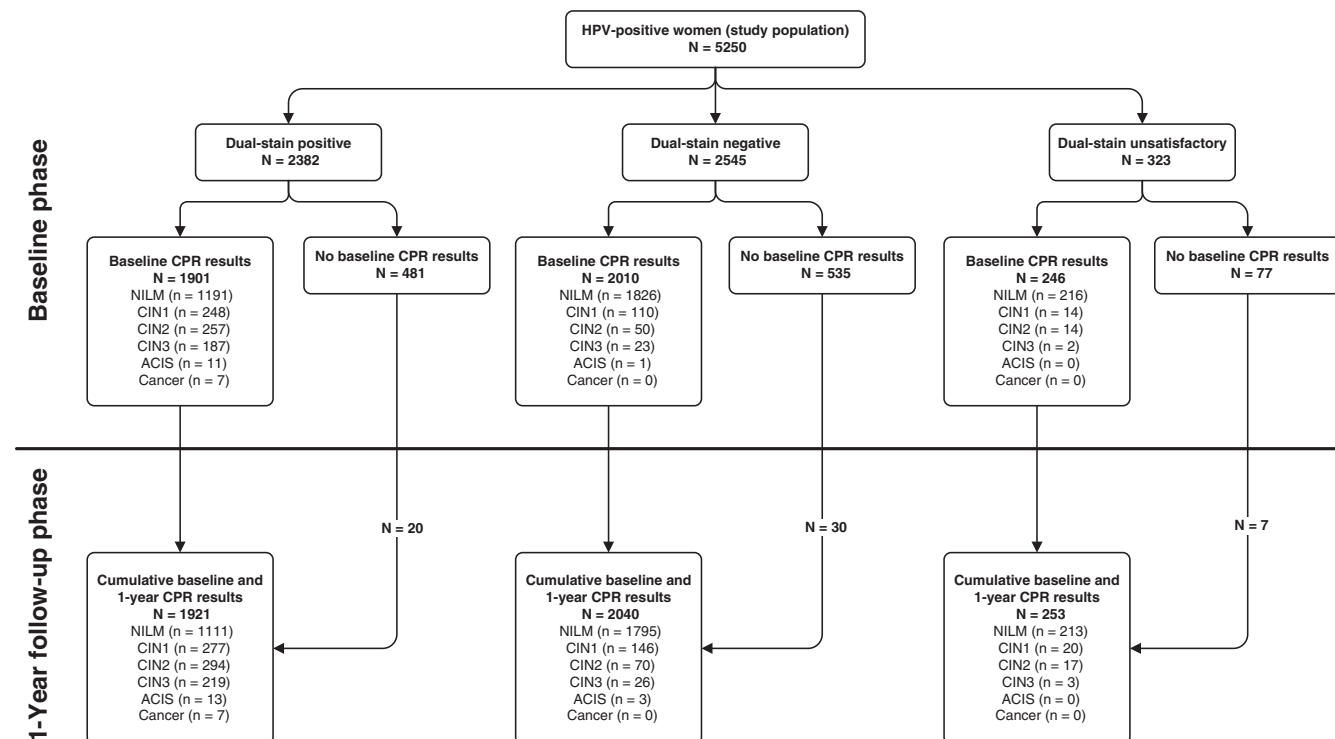 HPV-positive women (study population)
N = 5250
Baseline phase
Dual-stain positive
N = 2382
Dual-stain negative
N = 2545
Dual-stain unsatisfactory
N = 323
Baseline CPR results
N = 1901
NILM (n = 1191)
CIN1 (n = 248)
CIN2 (n = 257)
CIN3 (n = 187)
ACIS (n = 11)
Cancer (n = 7)
No baseline CPR results
N = 481
Baseline CPR results
N = 2010
NILM (n = 1826)
CIN1 (n = 110)
CIN2 (n = 50)
CIN3 (n = 23)
ACIS (n = 1)
Cancer (n = 0)
No baseline CPR results
N = 535
Baseline CPR results
N = 246
NILM (n = 216)
CIN1 (n = 14)
CIN2 (n = 14)
CIN3 (n = 2)
ACIS (n = 0)
Cancer (n = 0)
No baseline CPR results
N = 77
1-Year follow-up phase
N = 20
N = 30
N = 7
Cumulative baseline and
1-year CPR results
N = 1921
NILM (n = 1111)
CIN1 (n = 277)
CIN2 (n = 294)
CIN3 (n = 219)
ACIS (n = 13)
Cancer (n = 7)
Cumulative baseline and
1-year CPR results
N = 2040
NILM (n = 1795)
CIN1 (n = 146)
CIN2 (n = 70)
CIN3 (n = 26)
ACIS (n = 3)
Cancer (n = 0)
Cumulative baseline and
1-year CPR results
N = 253
NILM (n = 213)
CIN1 (n = 20)
CIN2 (n = 17)
CIN3 (n = 3)
ACIS (n = 0)
Cancer (n = 0)